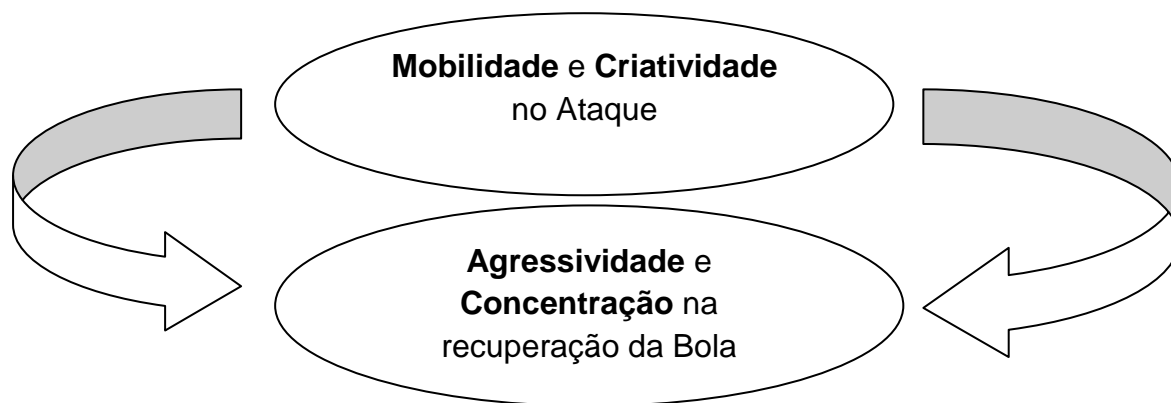 Mobilidade e Criatividade
no Ataque
Agressividade e
Concentração na
recuperação da Bola